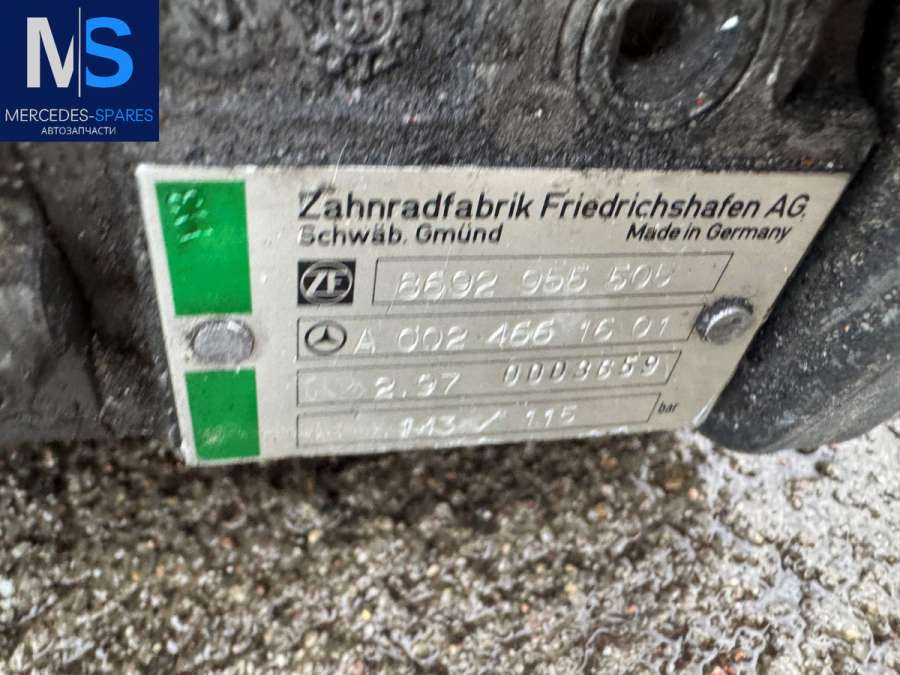 MS
MERCEDES-SPARES
АВТОЗАПЧАСТИ
Zahnradfabrik Friedrichshafen AG.
Schwäb. Gmünd Made in Germany
ZF 8692 955 505
A 002 466 16 01
2.97 0003659
143 / 115 bar